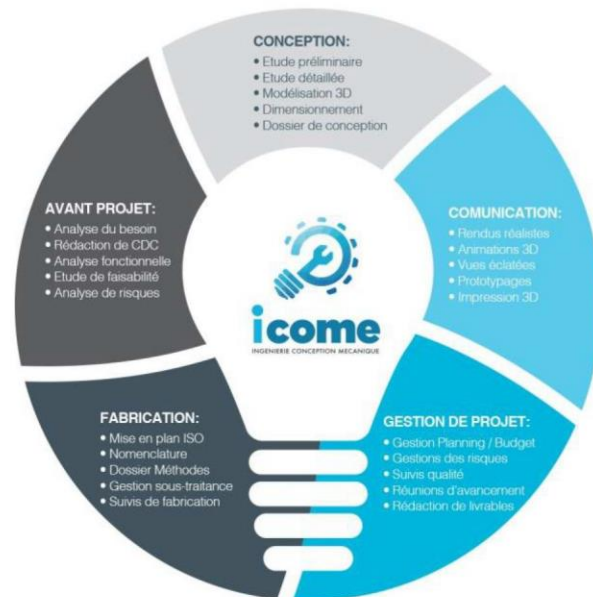 CONCEPTION:
• Etude préliminaire
• Etude détaillée
• Modélisation 3D
• Dimensionnement
• Dossier de conception
AVANT PROJET:
• Analyse du besoin
• Rédaction de CDC
• Analyse fonctionnelle
• Etude de faisabilité
• Analyse de risques
COMUNICATION:
• Rendus réalistes
• Animations 3D
• Vues éclatées
• Prototypages
• Impression 3D
icome
INGENIERIE CONCEPTION MECANIQUE
FABRICATION:
• Mise en plan ISO
• Nomenclature
• Dossier Méthodes
• Gestion sous-traitance
• Suivis de fabrication
GESTION DE PROJET:
• Gestion Planning / Budget
• Gestions des risques
• Suivis qualité
• Réunions d'avancement
• Rédaction de livrables